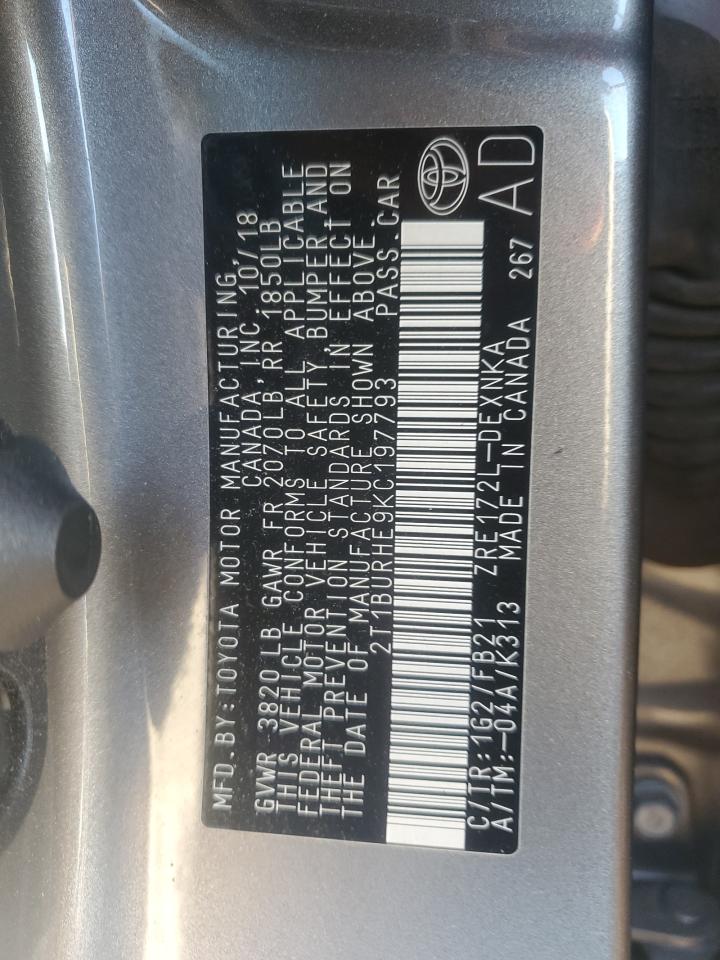 MFD. BY: TOYOTA MOTOR MANUFACTURING,
CANADA, INC 10/18
GVWR 3820 LB GAWR FR 2070LB RR 1850LB
THIS VEHICLE CONFORMS TO ALL APPLICABLE
FEDERAL MOTOR VEHICLE SAFETY, BUMPER, AND
THEFT PREVENTION STANDARDS IN EFFECT ON
THE DATE OF MANUFACTURE SHOWN ABOVE.
2T1BURHE9KC197793 PASS.CAR
C/TR: 1G2/FB21 ZRE172L-DEXNKA
A/TM: -04A/K313 MADE IN CANADA 267 AD